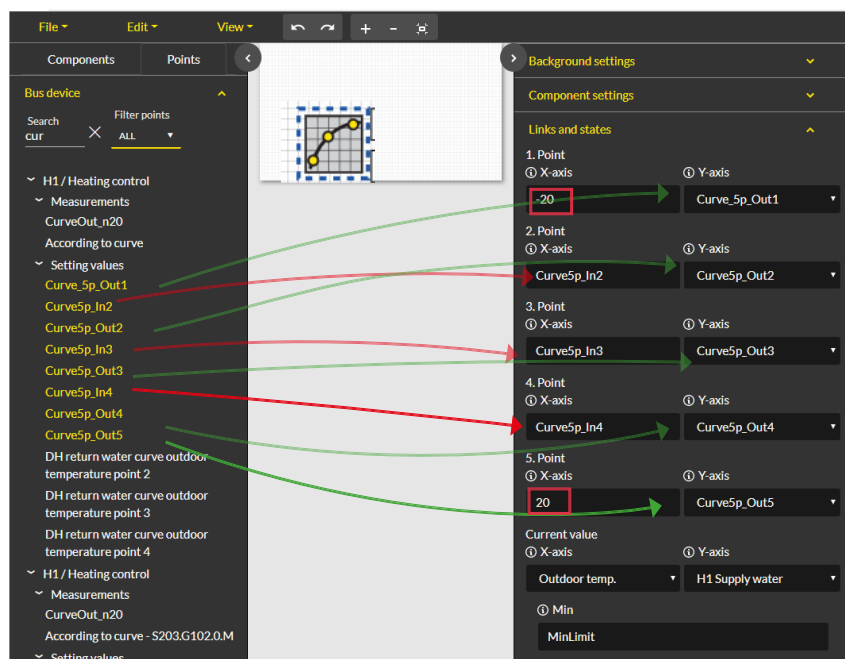 File Edit View + -
Components Points
Bus device
Search
cur
Filter points
ALL
H1 / Heating control
Measurements
CurveOut_n20
According to curve
Setting values
Curve_5p_Out1
Curve5p_In2
Curve5p_Out2
Curve5p_In3
Curve5p_Out3
Curve5p_In4
Curve5p_Out4
Curve5p_Out5
DH return water curve outdoor
temperature point 2
DH return water curve outdoor
temperature point 3
DH return water curve outdoor
temperature point 4
H1 / Heating control
Measurements
CurveOut_n20
According to curve - S203.G102.0.M
Setting values
Background settings
Component settings
Links and states
1. Point
X-axis Y-axis
-20 Curve_5p_Out1
2. Point
X-axis Y-axis
Curve5p_In2 Curve5p_Out2
3. Point
X-axis Y-axis
Curve5p_In3 Curve5p_Out3
4. Point
X-axis Y-axis
Curve5p_In4 Curve5p_Out4
5. Point
X-axis Y-axis
20 Curve5p_Out5
Current value
X-axis Y-axis
Outdoor temp. H1 Supply water
Min
MinLimit